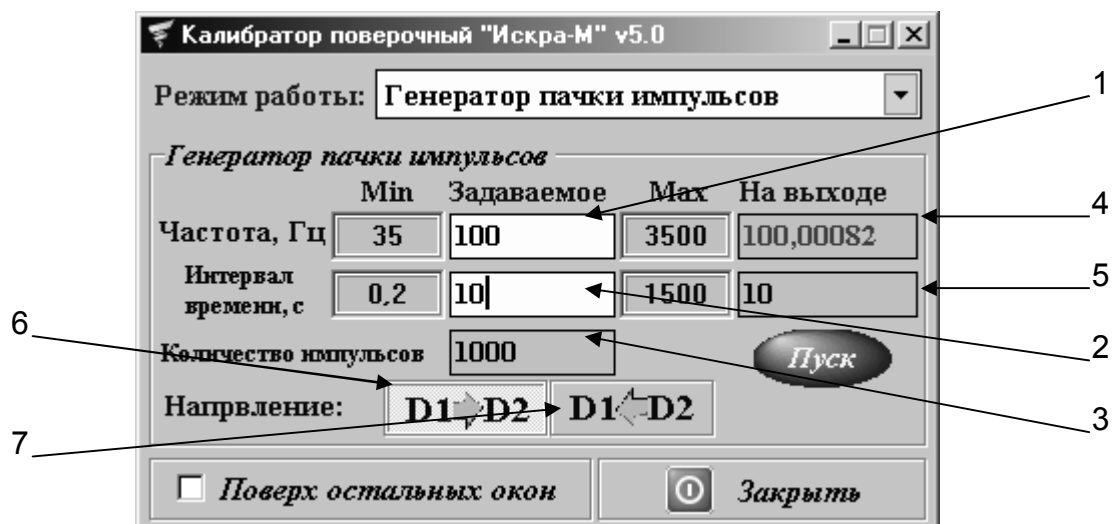 Калибратор поверочный "Искра-М" v5.0
Режим работы: Генератор пачки импульсов
1
Генератор пачки импульсов
Min Задаваемое Max На выходе
4
Частота, Гц 35 100 3500 100,00082
Интервал
времени, с 0,2 10 1500 10
5
6
Количество импульсов 1000 Пуск
2
Напрвление: D1 D2 D1 D2
3
7
Поверх остальных окон Закрыть